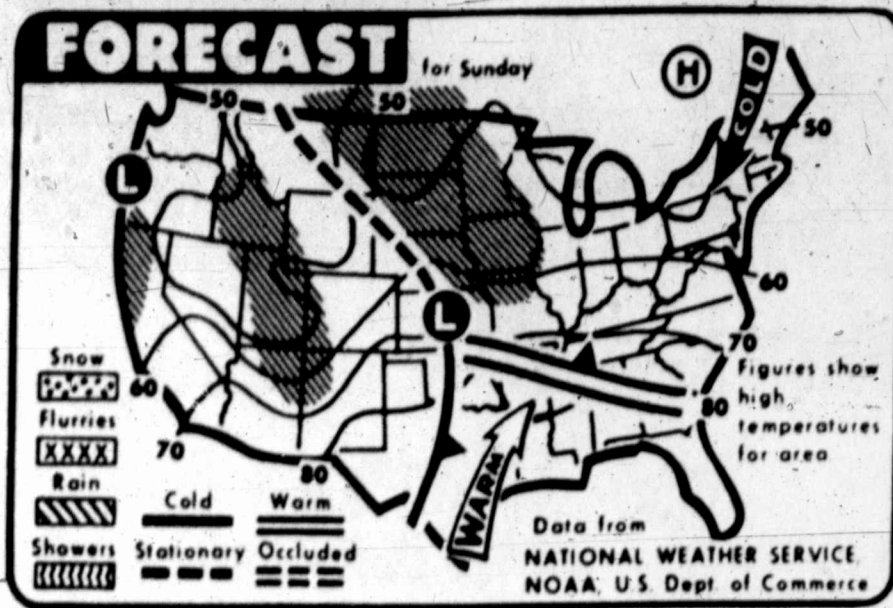 FORECAST
for Sunday
H
COLD
50
50
50
L
L
60
70
80
60
70
80
WARM
Figures show
high
temperatures
for area
Snow
Flurries
XXXX
Rain
Showers
Cold
Warm
Stationary
Occluded
Data from
NATIONAL WEATHER SERVICE,
NOAA, U.S. Dept. of Commerce